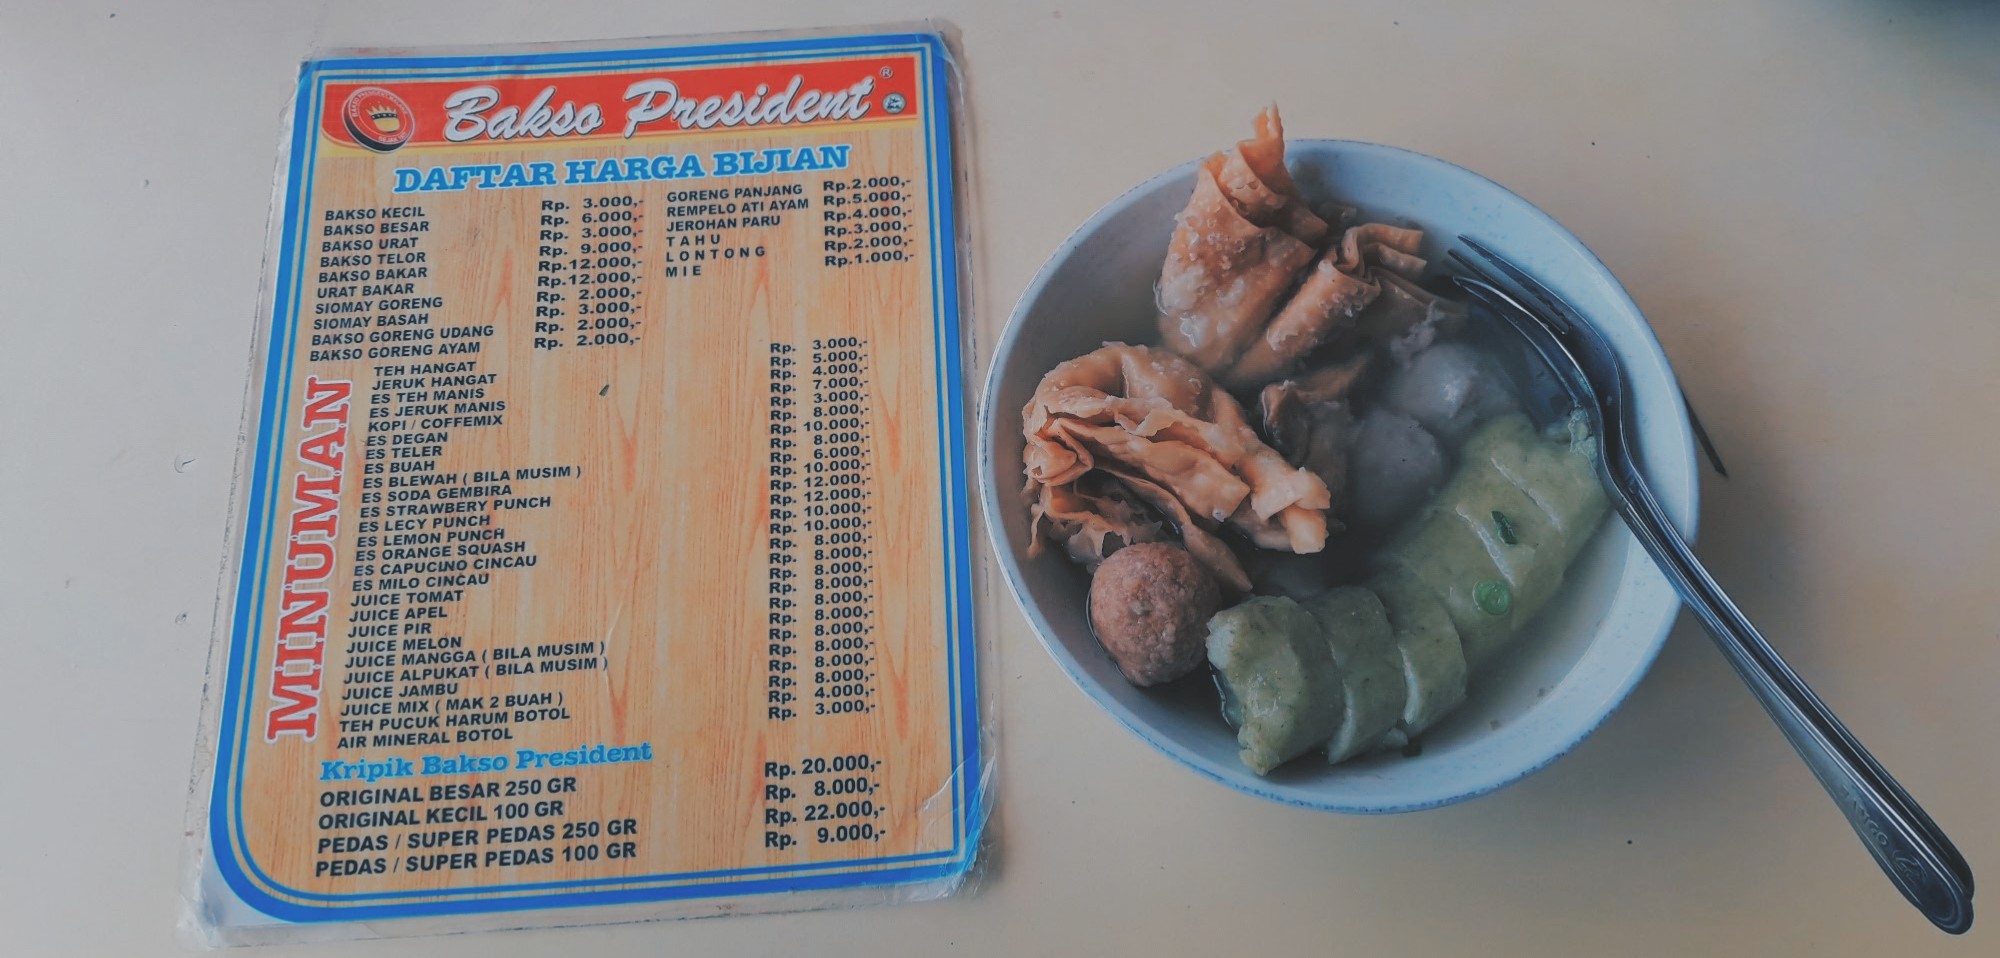 Bakso President ®
DAFTAR HARGA BIJIAN
BAKSO KECIL Rp. 3.000,-
BAKSO BESAR Rp. 6.000,-
BAKSO URAT Rp. 3.000,-
BAKSO TELOR Rp. 9.000,-
BAKSO BAKAR Rp.12.000,-
URAT BAKAR Rp.12.000,-
SIOMAY GORENG Rp. 2.000,-
SIOMAY BASAH Rp. 3.000,-
BAKSO GORENG UDANG Rp. 2.000,-
BAKSO GORENG AYAM Rp. 2.000,-
GORENG PANJANG Rp.2.000,-
REMPELO ATI AYAM Rp.5.000,-
JEROHAN PARU Rp.4.000,-
TAHU Rp.3.000,-
LONTONG Rp.2.000,-
MIE Rp.1.000,-
MINUMAN
TEH HANGAT Rp. 3.000,-
JERUK HANGAT Rp. 5.000,-
ES TEH MANIS Rp. 4.000,-
ES JERUK MANIS Rp. 7.000,-
KOPI / COFFEMIX Rp. 3.000,-
ES DEGAN Rp. 8.000,-
ES TELER Rp. 10.000,-
ES BUAH Rp. 8.000,-
ES BLEWAH ( BILA MUSIM ) Rp. 6.000,-
ES SODA GEMBIRA Rp. 10.000,-
ES STRAWBERY PUNCH Rp. 12.000,-
ES LECY PUNCH Rp. 12.000,-
ES LEMON PUNCH Rp. 10.000,-
ES ORANGE SQUASH Rp. 10.000,-
ES CAPUCINO CINCAU Rp. 8.000,-
ES MILO CINCAU Rp. 8.000,-
JUICE TOMAT Rp. 8.000,-
JUICE APEL Rp. 8.000,-
JUICE PIR Rp. 8.000,-
JUICE MELON Rp. 8.000,-
JUICE MANGGA ( BILA MUSIM ) Rp. 8.000,-
JUICE ALPUKAT ( BILA MUSIM ) Rp. 8.000,-
JUICE JAMBU Rp. 8.000,-
JUICE MIX ( MAK 2 BUAH ) Rp. 8.000,-
TEH PUCUK HARUM BOTOL Rp. 4.000,-
AIR MINERAL BOTOL Rp. 3.000,-
Kripik Bakso President
ORIGINAL BESAR 250 GR Rp. 20.000,-
ORIGINAL KECIL 100 GR Rp. 8.000,-
PEDAS / SUPER PEDAS 250 GR Rp. 22.000,-
PEDAS / SUPER PEDAS 100 GR Rp. 9.000,-
TANGO